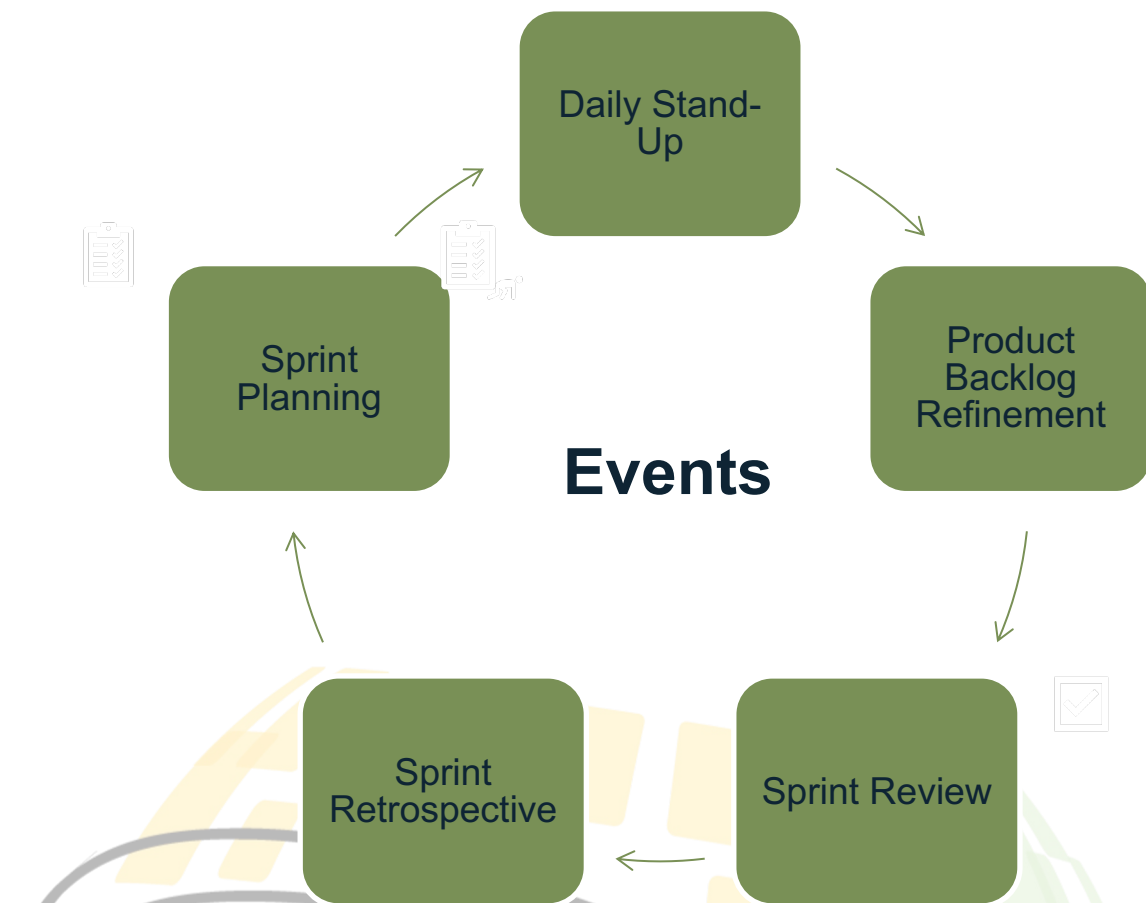 Daily Stand-
Up
Product
Backlog
Refinement
Sprint
Planning
Events
Sprint
Retrospective
Sprint Review